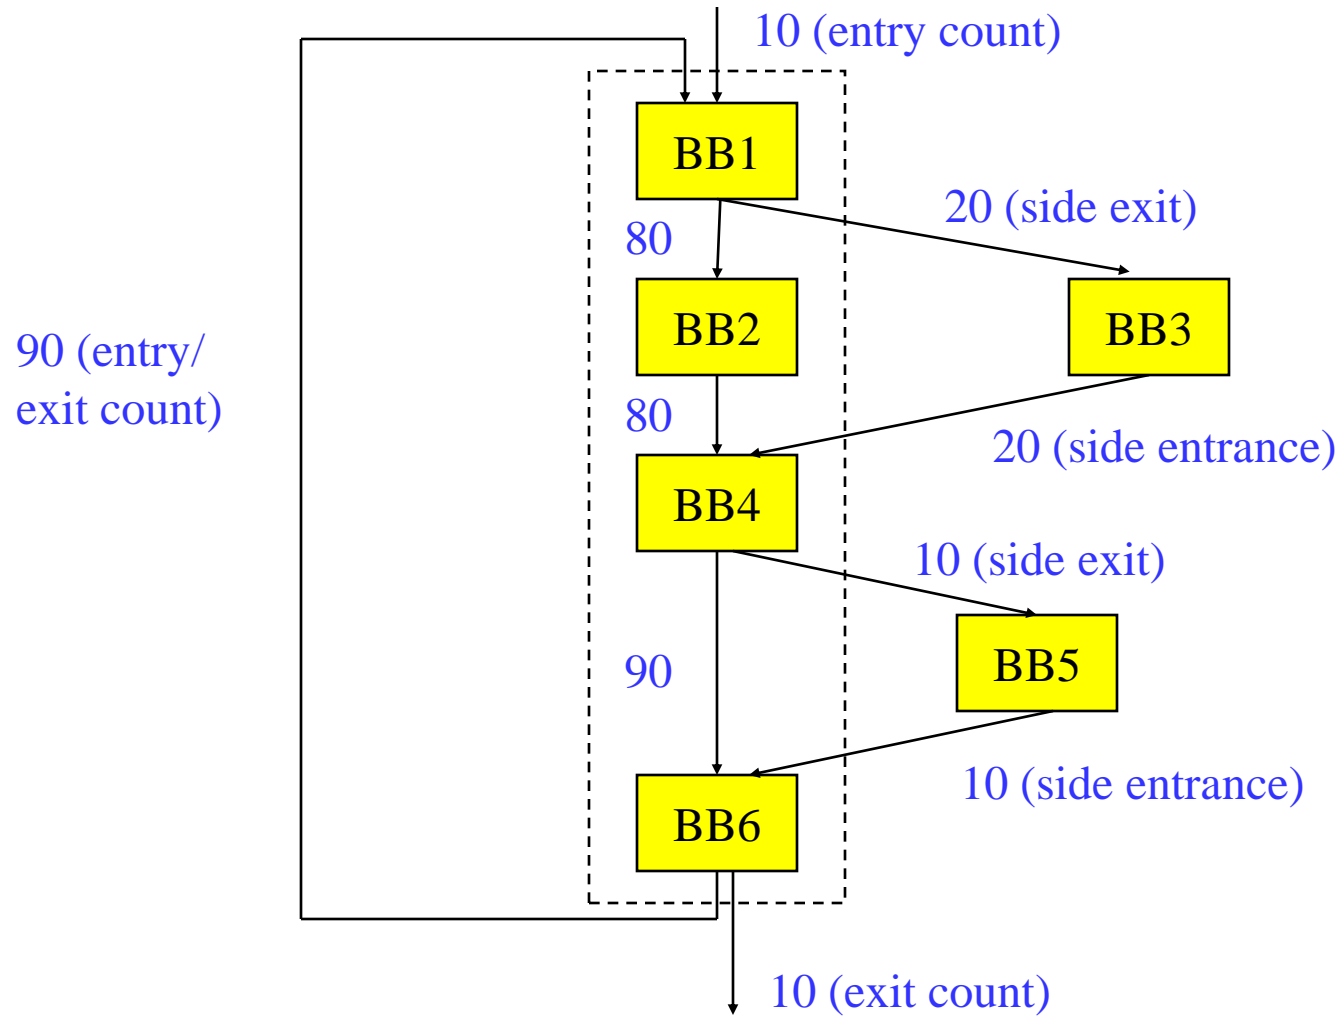 10 (entry count)
BB1
20 (side exit)
80
BB2
BB3
90 (entry/
exit count)
80
20 (side entrance)
BB4
10 (side exit)
BB5
90
10 (side entrance)
BB6
10 (exit count)